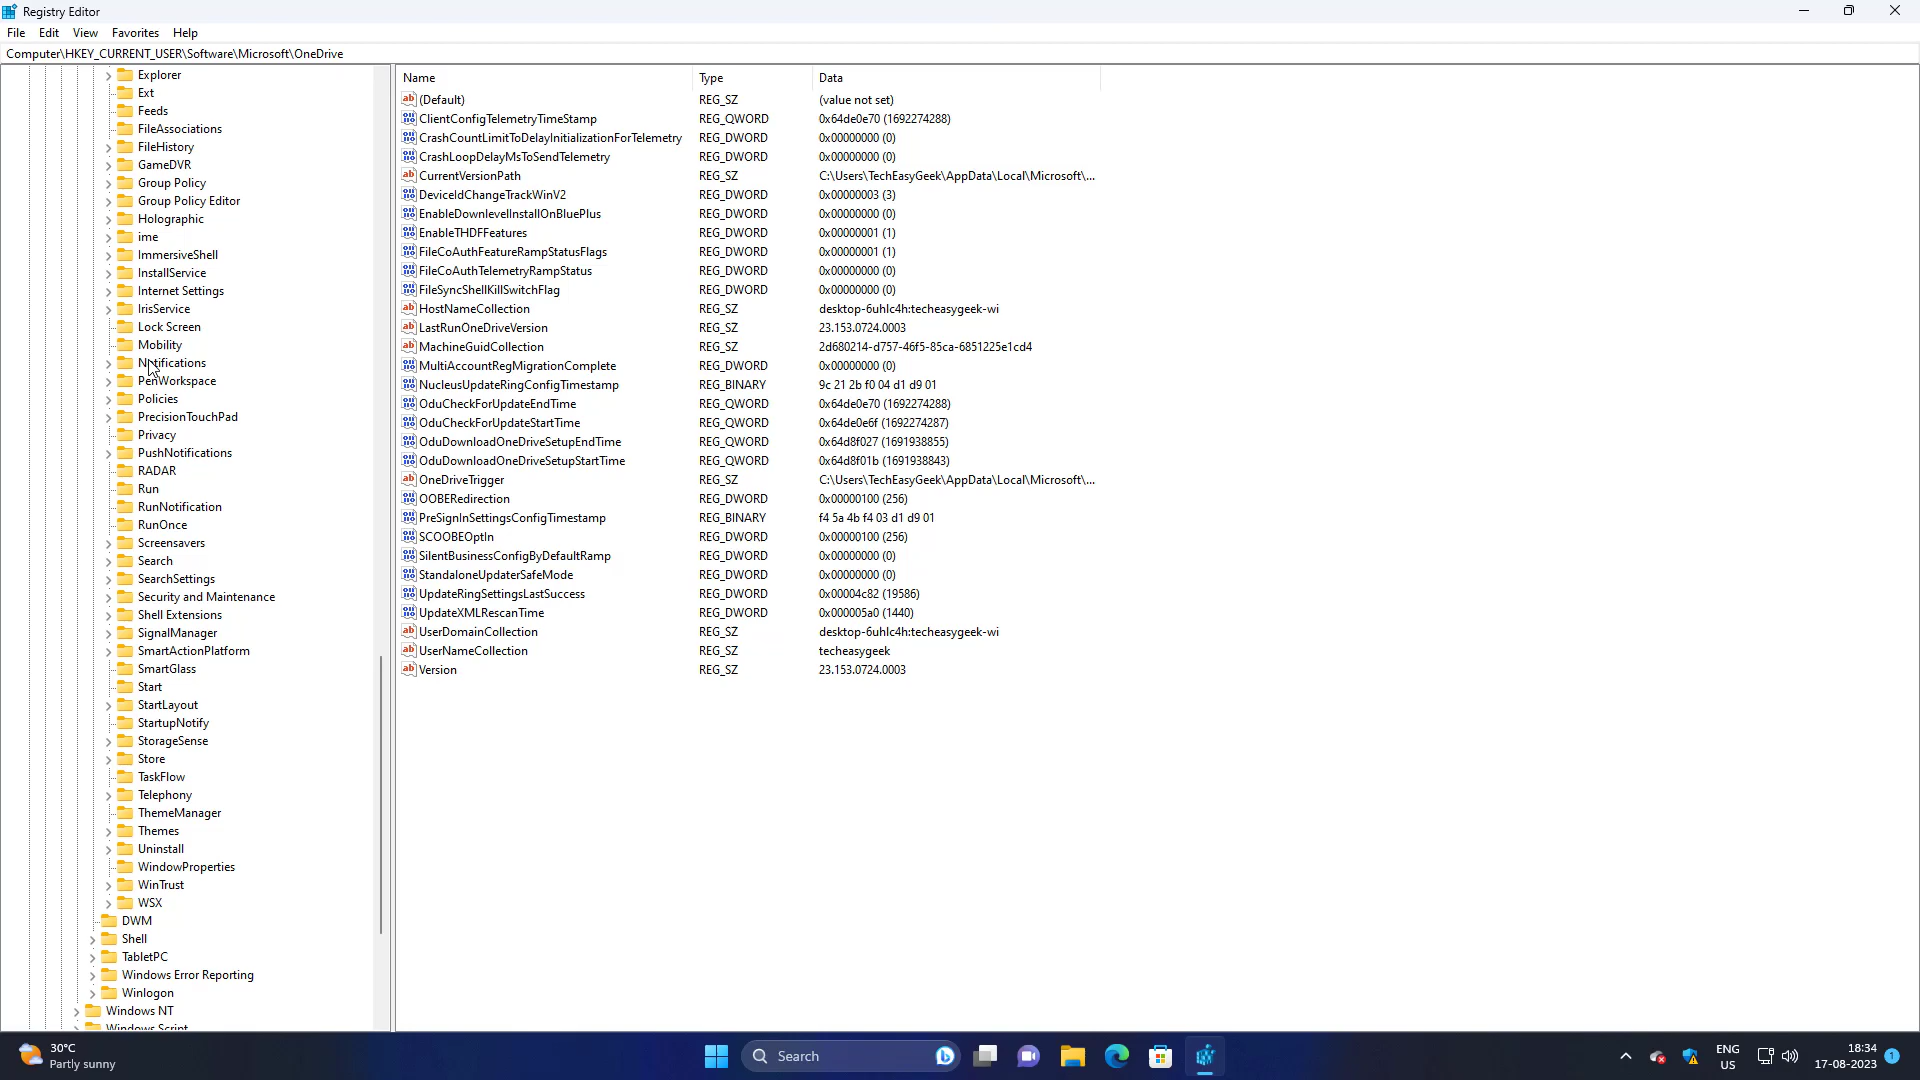 Registry Editor
File Edit View Favorites Help
Computer\HKEY_CURRENT_USER\Software\Microsoft\OneDrive
Explorer
Ext
Feeds
FileAssociations
FileHistory
GameDVR
Group Policy
Group Policy Editor
Holographic
ime
ImmersiveShell
InstallService
Internet Settings
IrisService
Lock Screen
Mobility
Notifications
PenWorkspace
Policies
PrecisionTouchPad
Privacy
PushNotifications
RADAR
Run
RunNotification
RunOnce
Screensavers
Search
SearchSettings
Security and Maintenance
Shell Extensions
SignalManager
SmartActionPlatform
SmartGlass
Start
StartLayout
StartupNotify
StorageSense
Store
TaskFlow
Telephony
ThemeManager
Themes
Uninstall
WindowProperties
WinTrust
WSX
DWM
Shell
TabletPC
Windows Error Reporting
Winlogon
Windows NT
Windows Script
Name Type Data
(Default) REG_SZ (value not set)
ClientConfigTelemetryTimeStamp REG_QWORD 0x64de0e70 (1692274288)
CrashCountLimitToDelayInitializationForTelemetry REG_DWORD 0x00000000 (0)
CrashLoopDelayMsToSendTelemetry REG_DWORD 0x00000000 (0)
CurrentVersionPath REG_SZ C:\Users\TechEasyGeek\AppData\Local\Microsoft\...
DeviceIdChangeTrackWinV2 REG_DWORD 0x00000003 (3)
EnableDownlevelInstallOnBluePlus REG_DWORD 0x00000000 (0)
EnableTHDFFeatures REG_DWORD 0x00000001 (1)
FileCoAuthFeatureRampStatusFlags REG_DWORD 0x00000001 (1)
FileCoAuthTelemetryRampStatus REG_DWORD 0x00000000 (0)
FileSyncShellKillSwitchFlag REG_DWORD 0x00000000 (0)
HostNameCollection REG_SZ desktop-6uhlc4h:techeasygeek-wi
LastRunOneDriveVersion REG_SZ 23.153.0724.0003
MachineGuidCollection REG_SZ 2d680214-d757-46f5-85ca-6851225e1cd4
MultiAccountRegMigrationComplete REG_DWORD 0x00000000 (0)
NucleusUpdateRingConfigTimestamp REG_BINARY 9c 21 2b f0 04 d1 d9 01
OduCheckForUpdateEndTime REG_QWORD 0x64de0e70 (1692274288)
OduCheckForUpdateStartTime REG_QWORD 0x64de0e6f (1692274287)
OduDownloadOneDriveSetupEndTime REG_QWORD 0x64d8f027 (1691938855)
OduDownloadOneDriveSetupStartTime REG_QWORD 0x64d8f01b (1691938843)
OneDriveTrigger REG_SZ C:\Users\TechEasyGeek\AppData\Local\Microsoft\...
OOBERedirection REG_DWORD 0x00000100 (256)
PreSignInSettingsConfigTimestamp REG_BINARY f4 5a 4b f4 03 d1 d9 01
SCOOBEOptIn REG_DWORD 0x00000100 (256)
SilentBusinessConfigByDefaultRamp REG_DWORD 0x00000000 (0)
StandaloneUpdaterSafeMode REG_DWORD 0x00000000 (0)
UpdateRingSettingsLastSuccess REG_DWORD 0x00004c82 (19586)
UpdateXMLRescanTime REG_DWORD 0x000005a0 (1440)
UserDomainCollection REG_SZ desktop-6uhlc4h:techeasygeek-wi
UserNameCollection REG_SZ techeasygeek
Version REG_SZ 23.153.0724.0003
30°C
Partly sunny
Search
ENG
US
18:34
17-08-2023
1